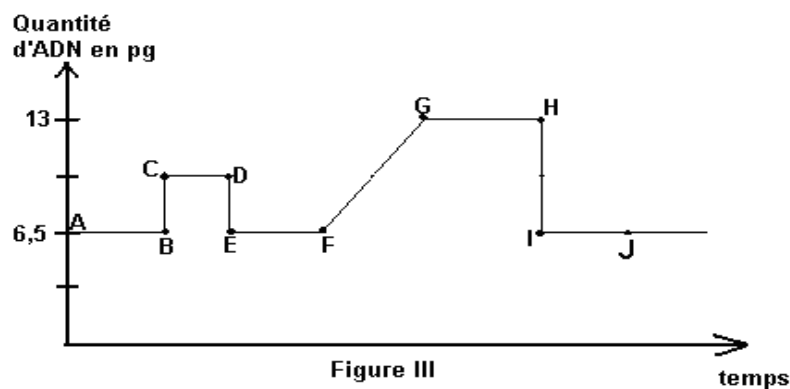 Quantité
d'ADN en pg
13
G
H
C
D
6,5
A
B
E
F
I
J
Figure III
temps